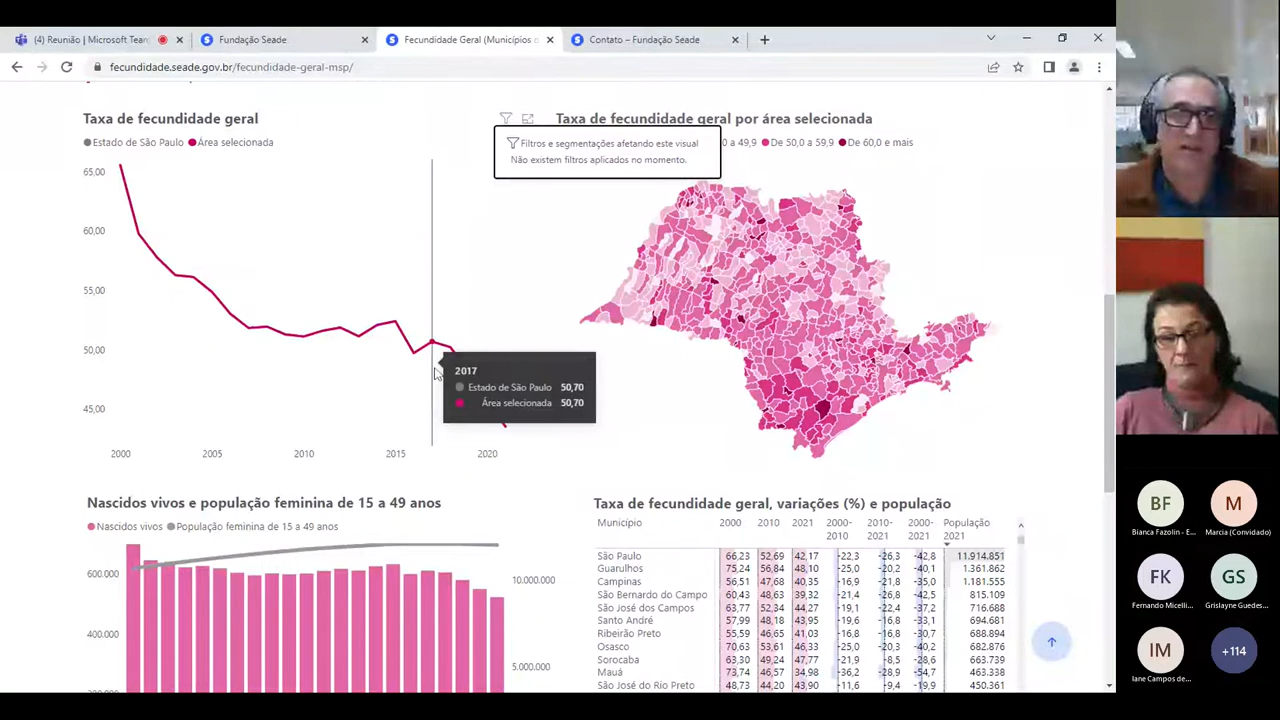 (4) Reunião | Microsoft Team
Fundação Seade
Fecundidade Geral (Municípios o
Contato – Fundação Seade
fecundidade.seade.gov.br/fecundidade-geral-msp/
Taxa de fecundidade geral
Estado de São Paulo Área selecionada
65,00
60,00
55,00
50,00
45,00
2000 2005 2010 2015 2020
2017
Estado de São Paulo 50,70
Área selecionada 50,70
Taxa de fecundidade geral por área selecionada
0 a 49,9 De 50,0 a 59,9 De 60,0 e mais
Filtros e segmentações afetando este visual
Não existem filtros aplicados no momento.
Nascidos vivos e população feminina de 15 a 49 anos
Nascidos vivos População feminina de 15 a 49 anos
600.000
400.000
10.000.000
5.000.000
Taxa de fecundidade geral, variações (%) e população
Município 2000 2010 2021 2000-2010 2010-2021 2000-2021 População 2021
São Paulo 66,23 52,69 42,17 -22,3 -26,3 -42,8 11.914.851
Guarulhos 75,24 56,84 48,10 -25,0 -20,2 -40,1 1.361.862
Campinas 56,51 47,68 40,35 -16,9 -21,8 -35,0 1.181.555
São Bernardo do Campo 60,43 48,63 39,32 -21,4 -26,8 -42,5 815.109
São José dos Campos 63,77 52,34 44,27 -19,1 -22,4 -37,2 716.688
Santo André 57,99 48,18 43,95 -19,6 -16,8 -33,1 694.681
Ribeirão Preto 55,59 46,65 41,03 -16,8 -16,8 -30,7 688.894
Osasco 70,63 53,61 46,33 -25,0 -20,3 -40,2 682.876
Sorocaba 63,30 49,24 47,77 -21,9 -8,5 -28,6 663.739
Mauá 73,74 46,57 34,98 -36,2 -28,9 -54,7 463.338
São José do Rio Preto 48,73 44,20 43,90 -11,6 -9,4 -19,9 450.361
BF M
Bianca Fazolin - E... Marcia (Convidado)
FK GS
Fernando Micelli... Grislayne Guedes...
IM +114
Iane Campos de...